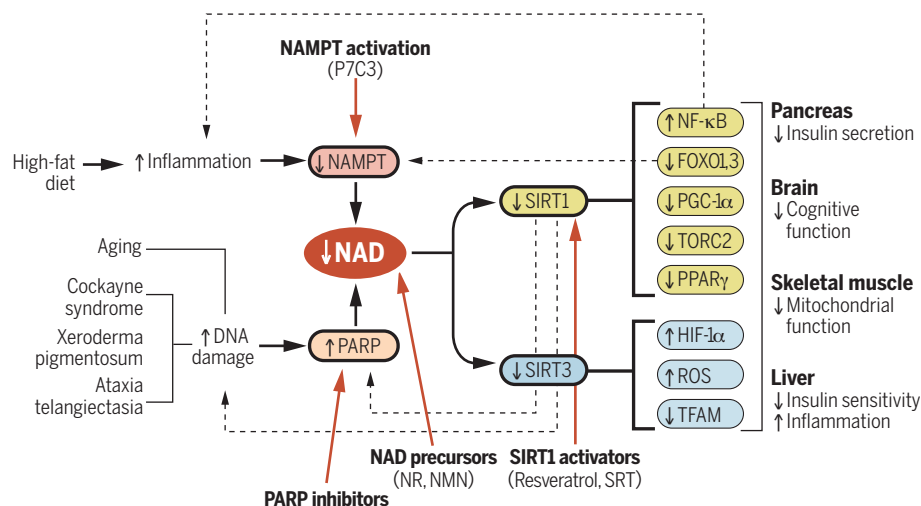 NAMPT activation
(P7C3)
High-fat
diet
↑ Inflammation
↓ NAMPT
Aging
Cockayne
syndrome
Xeroderma
pigmentosum
Ataxia
telangiectasia
↑ DNA
damage
↓ NAD
↑ PARP
↓ SIRT1
↓ SIRT3
↑ NF-κB
↓ FOXO1,3
↓ PGC-1α
↓ TORC2
↓ PPARγ
↑ HIF-1α
↑ ROS
↓ TFAM
Pancreas
↓ Insulin secretion
Brain
↓ Cognitive
function
Skeletal muscle
↓ Mitochondrial
function
Liver
↓ Insulin sensitivity
↑ Inflammation
PARP inhibitors
NAD precursors
(NR, NMN)
SIRT1 activators
(Resveratrol, SRT)